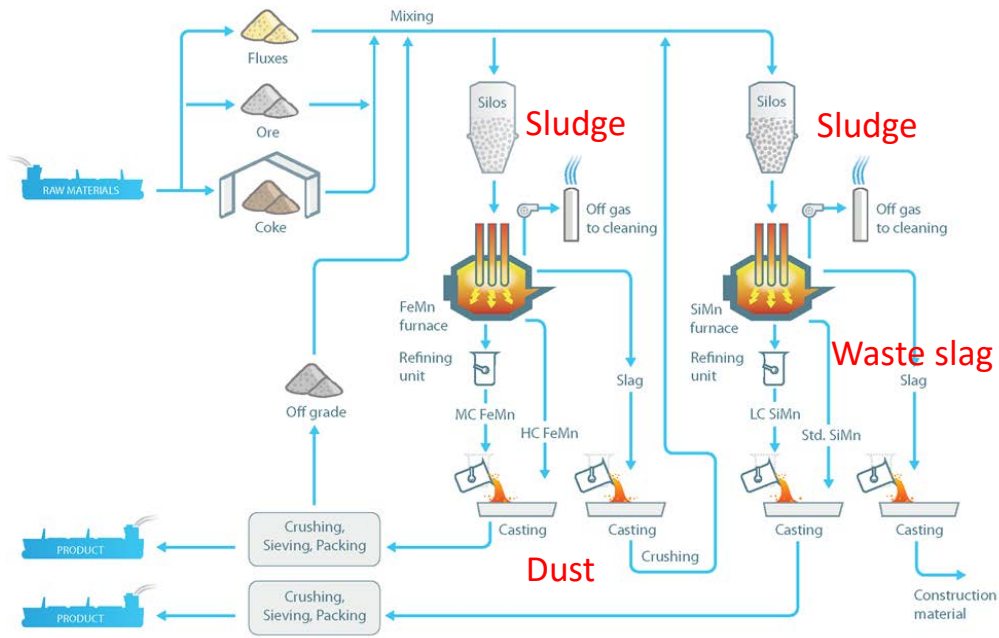 Mixing
Fluxes
Ore
Coke
RAW MATERIALS
Silos
Sludge
Silos
Sludge
Off gas
to cleaning
Off gas
to cleaning
FeMn
furnace
SiMn
furnace
Refining
unit
Slag
Refining
unit
Waste slag
Slag
Off grade
MC FeMn
HC FeMn
LC SiMn
Std. SiMn
Casting
Casting
Casting
Casting
Crushing
Dust
Crushing,
Sieving, Packing
PRODUCT
Crushing,
Sieving, Packing
PRODUCT
Construction
material